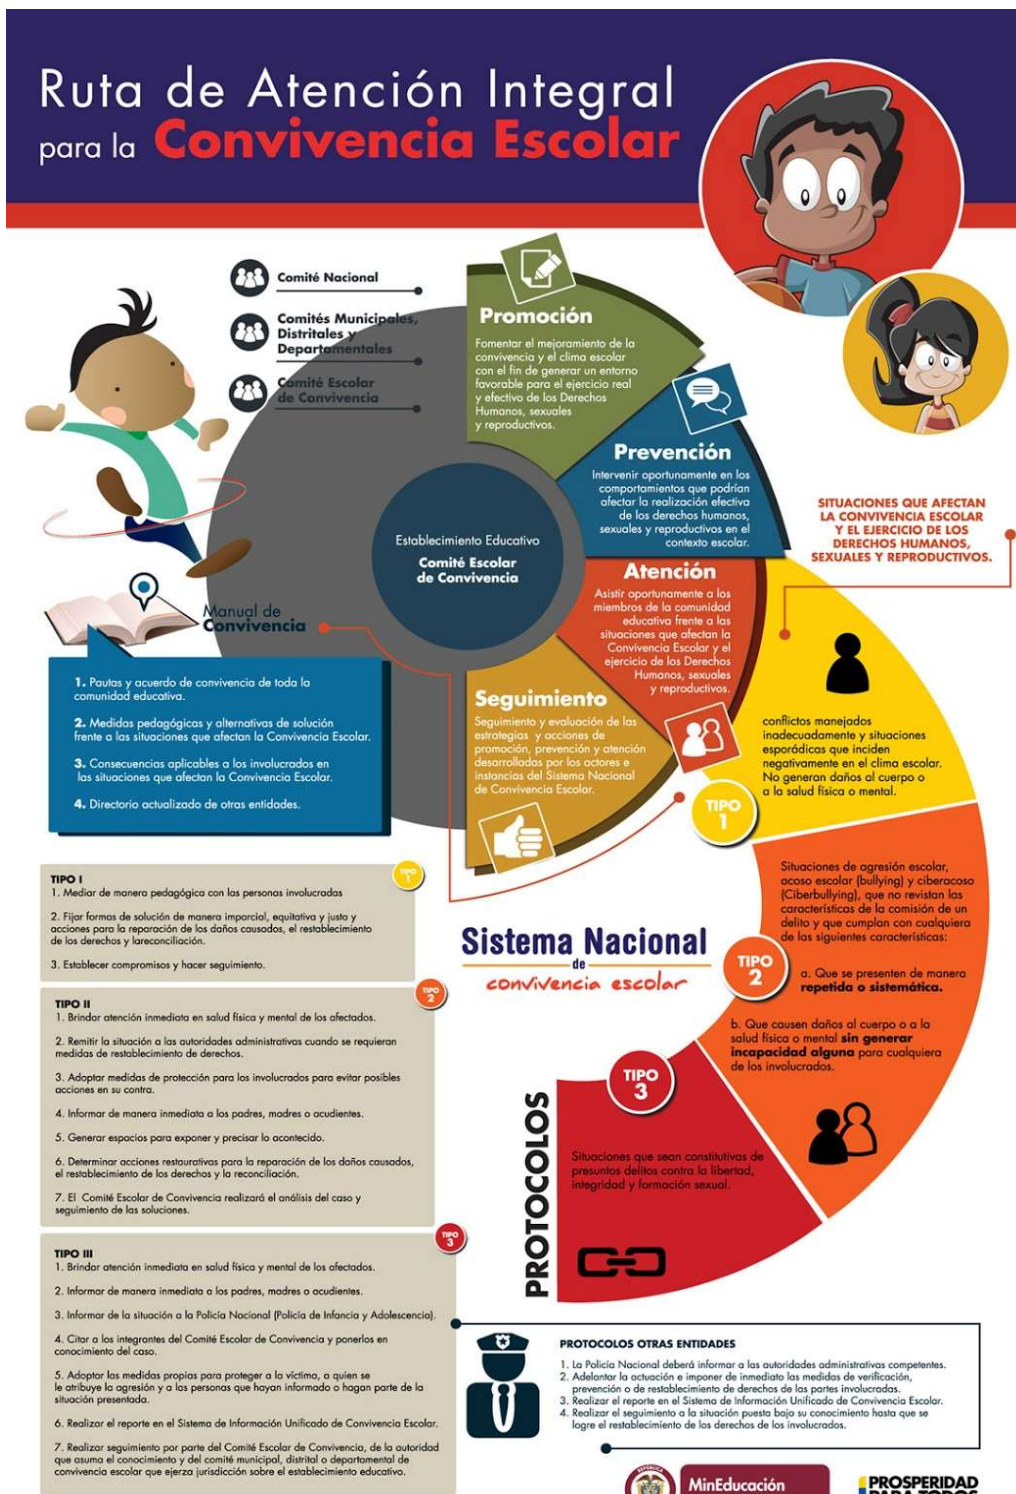 Ruta de Atención Integral
para la Convivencia Escolar
Comité Nacional
Comités Municipales,
Distritales y
Departamentales
Comité Escolar
de Convivencia
Promoción
Fomentar el mejoramiento de la
convivencia y el clima escolar
con el fin de generar un entorno
favorable para el ejercicio real
y efectivo de los Derechos
Humanos, sexuales
y reproductivos.
Prevención
Intervenir oportunamente en los
comportamientos que podrían
afectar la realización efectiva
de los derechos humanos,
sexuales y reproductivos en el
contexto escolar.
Establecimiento Educativo
Comité Escolar
de Convivencia
Atención
Asistir oportunamente a los
miembros de la comunidad
educativa frente a las
situaciones que afectan la
Convivencia Escolar y el
ejercicio de los Derechos
Humanos, sexuales
y reproductivos.
Seguimiento
Seguimiento y evaluación de las
estrategias y acciones de
promoción, prevención y atención
desarrolladas por los actores e
instancias del Sistema Nacional
de Convivencia Escolar.
SITUACIONES QUE AFECTAN
LA CONVIVENCIA ESCOLAR
Y EL EJERCICIO DE LOS
DERECHOS HUMANOS,
SEXUALES Y REPRODUCTIVOS.
Manual de
Convivencia
1. Pautas y acuerdo de convivencia de toda la
comunidad educativa.
2. Medidas pedagógicas y alternativas de solución
frente a las situaciones que afectan la Convivencia Escolar.
3. Consecuencias aplicables a los involucrados en
las situaciones que afectan la Convivencia Escolar.
4. Directorio actualizado de otras entidades.
TIPO
1
conflictos manejados
inadecuadamente y situaciones
esporádicas que inciden
negativamente en el clima escolar.
No generan daños al cuerpo o
a la salud física o mental.
TIPO
2
Situaciones de agresión escolar,
acoso escolar (bullying) y ciberacoso
(Ciberbullying), que no revistan las
características de la comisión de un
delito y que cumplan con cualquiera
de las siguientes características:
a. Que se presenten de manera
repetida o sistemática.
b. Que causen daños al cuerpo o a la
salud física o mental sin generar
incapacidad alguna para cualquiera
de los involucrados.
TIPO
3
Situaciones que sean constitutivas de
presuntos delitos contra la libertad,
integridad y formación sexual.
PROTOCOLOS
Sistema Nacional
de
convivencia escolar
TIPO
1
TIPO I
1. Mediar de manera pedagógica con las personas involucradas
2. Fijar formas de solución de manera imparcial, equitativa y justa y
acciones para la reparación de los daños causados, el restablecimiento
de los derechos y lareconciliación.
3. Establecer compromisos y hacer seguimiento.
TIPO
2
TIPO II
1. Brindar atención inmediata en salud física y mental de los afectados.
2. Remitir la situación a las autoridades administrativas cuando se requieran
medidas de restablecimiento de derechos.
3. Adoptar medidas de protección para los involucrados para evitar posibles
acciones en su contra.
4. Informar de manera inmediata a los padres, madres o acudientes.
5. Generar espacios para exponer y precisar lo acontecido.
6. Determinar acciones restaurativas para la reparación de los daños causados,
el restablecimiento de los derechos y la reconciliación.
7. El Comité Escolar de Convivencia realizará el análisis del caso y
seguimiento de las soluciones.
TIPO
3
TIPO III
1. Brindar atención inmediata en salud física y mental de los afectados.
2. Informar de manera inmediata a los padres, madres o acudientes.
3. Informar de la situación a la Policía Nacional (Policía de Infancia y Adolescencia).
4. Citar a los integrantes del Comité Escolar de Convivencia y ponerlos en
conocimiento del caso.
5. Adoptar las medidas propias para proteger a la víctima, a quien se
le atribuye la agresión y a las personas que hayan informado o hagan parte de la
situación presentada.
6. Realizar el reporte en el Sistema de Información Unificado de Convivencia Escolar.
7. Realizar seguimiento por parte del Comité Escolar de Convivencia, de la autoridad
que asuma el conocimiento y del comité municipal, distrital o departamental de
convivencia escolar que ejerza jurisdicción sobre el establecimiento educativo.
PROTOCOLOS OTRAS ENTIDADES
1. La Policía Nacional deberá informar a las autoridades administrativas competentes.
2. Adelantar la actuación e imponer de inmediato las medidas de verificación,
prevención o de restablecimiento de derechos de las partes involucradas.
3. Realizar el reporte en el Sistema de Información Unificado de Convivencia Escolar.
4. Realizar el seguimiento a la situación puesta bajo su conocimiento hasta que se
logre el restablecimiento de los derechos de los involucrados.
MinEducación
PROSPERIDAD
PARA TODOS